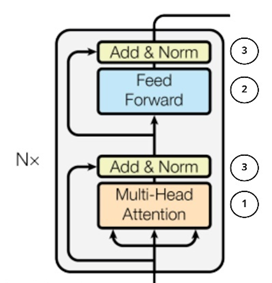 Add & Norm
3
Feed
Forward
2
N×
Add & Norm
3
Multi-Head
Attention
1